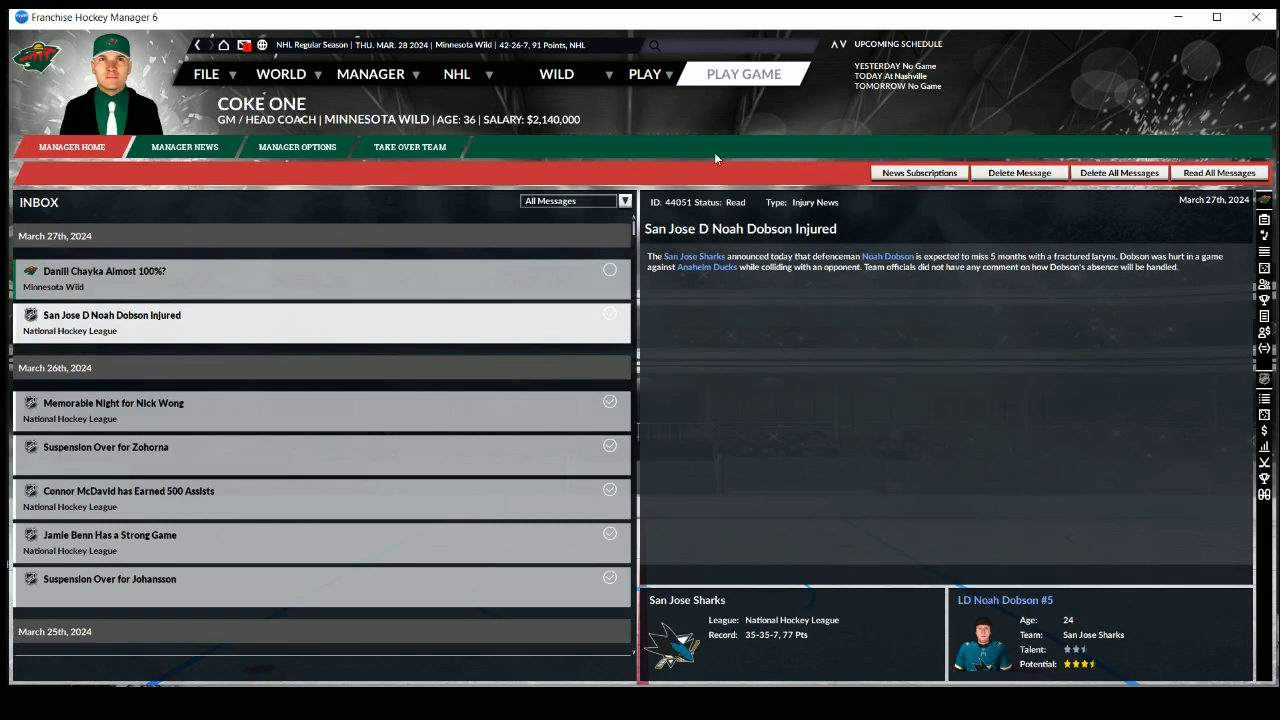 Franchise Hockey Manager 6
NHL Regular Season | THU. MAR. 28 2024 | Minnesota Wild | 42-26-7, 91 Points, NHL
UPCOMING SCHEDULE
YESTERDAY No Game
TODAY At Nashville
TOMORROW No Game
FILE WORLD MANAGER NHL WILD PLAY PLAY GAME
COKE ONE
GM / HEAD COACH | MINNESOTA WILD | AGE: 36 | SALARY: $2,140,000
MANAGER HOME MANAGER NEWS MANAGER OPTIONS TAKE OVER TEAM
News Subscriptions Delete Message Delete All Messages Read All Messages
INBOX
All Messages
March 27th, 2024
Daniil Chayka Almost 100%?
Minnesota Wild
San Jose D Noah Dobson Injured
National Hockey League
March 26th, 2024
Memorable Night for Nick Wong
National Hockey League
Suspension Over for Zohorna
Connor McDavid has Earned 500 Assists
National Hockey League
Jamie Benn Has a Strong Game
National Hockey League
Suspension Over for Johansson
March 25th, 2024
ID: 44051 Status: Read Type: Injury News
March 27th, 2024
San Jose D Noah Dobson Injured
The San Jose Sharks announced today that defenceman Noah Dobson is expected to miss 5 months with a fractured larynx. Dobson was hurt in a game
against Anaheim Ducks while colliding with an opponent. Team officials did not have any comment on how Dobson's absence will be handled.
San Jose Sharks
League: National Hockey League
Record: 35-35-7, 77 Pts
LD Noah Dobson #5
Age: 24
Team: San Jose Sharks
Talent:
Potential: